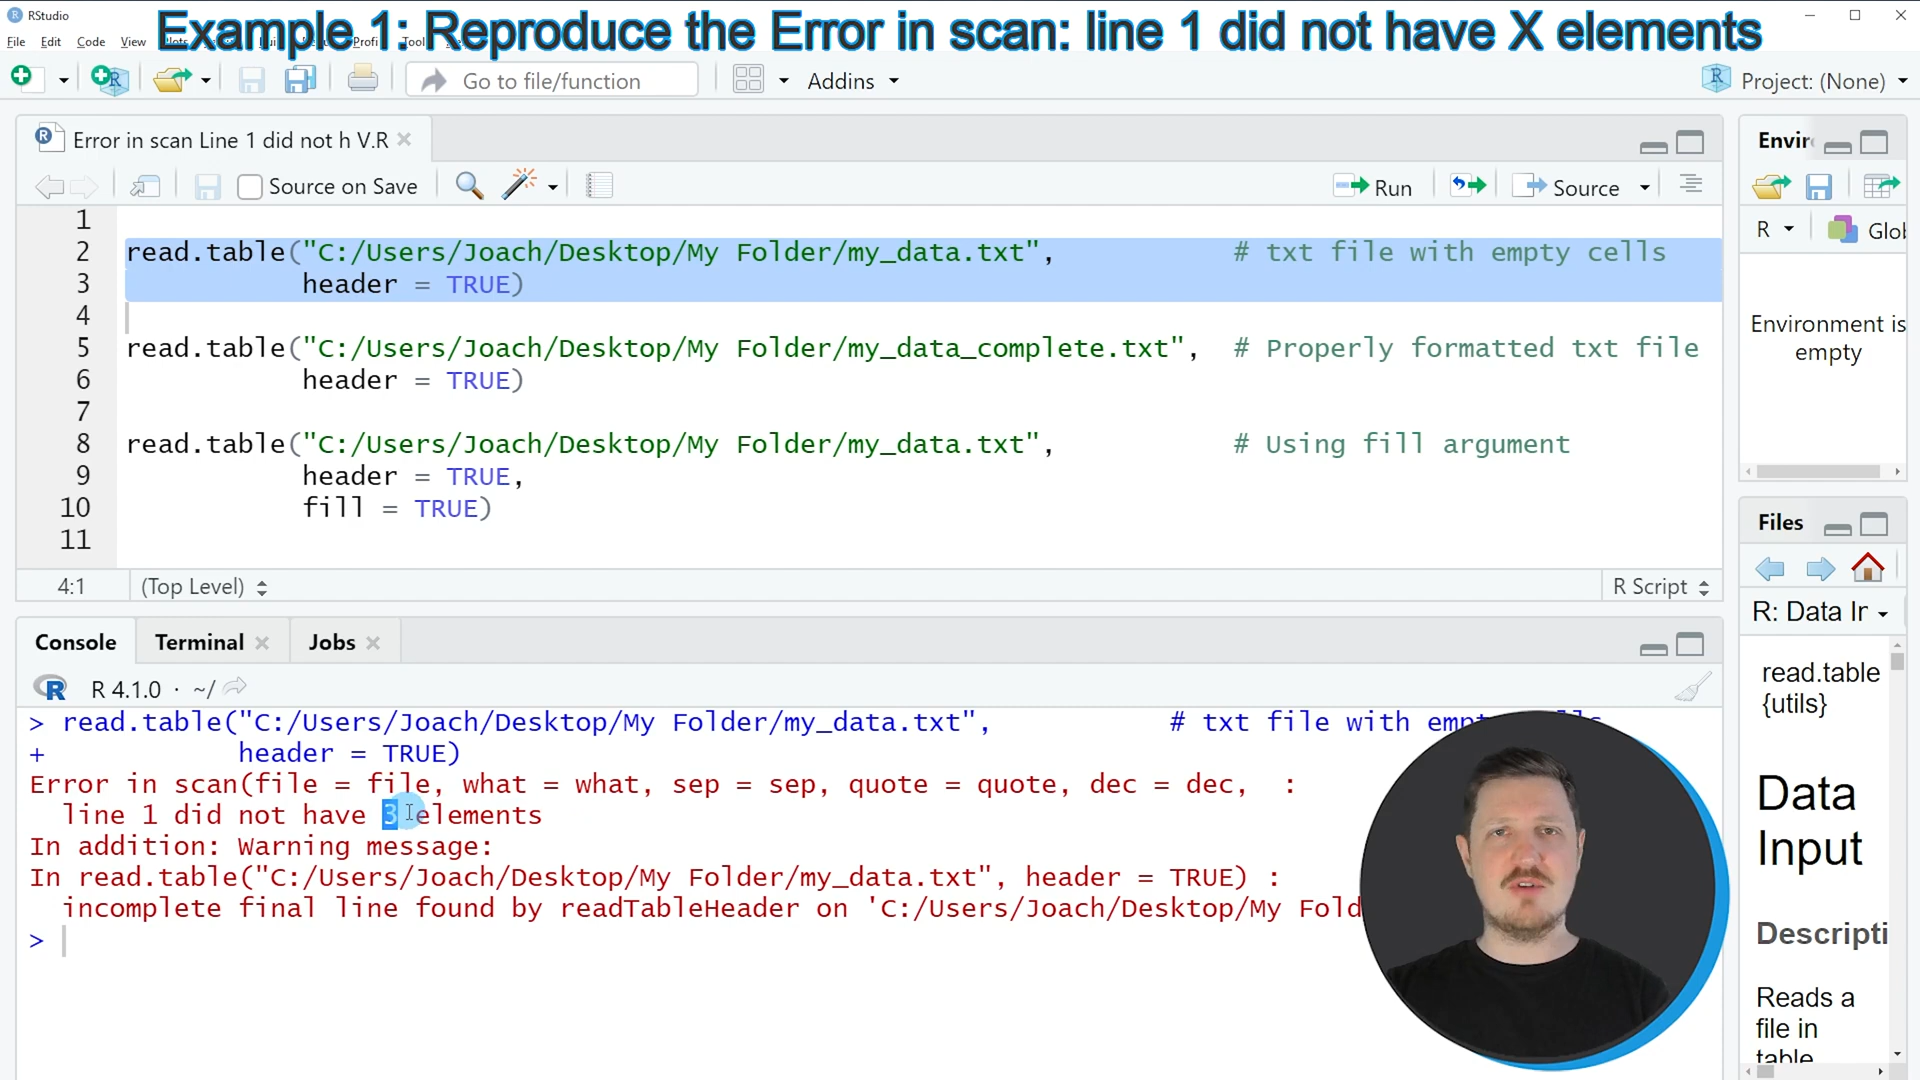 RStudio
Example 1: Reproduce the Error in scan: line 1 did not have X elements
File Edit Code View Plots
Go to file/function
Addins
Project: (None)
Error in scan Line 1 did not h V.R
Source on Save
Run
Source
1
2 read.table("C:/Users/Joach/Desktop/My Folder/my_data.txt", # txt file with empty cells
3 header = TRUE)
4
5 read.table("C:/Users/Joach/Desktop/My Folder/my_data_complete.txt", # Properly formatted txt file
6 header = TRUE)
7
8 read.table("C:/Users/Joach/Desktop/My Folder/my_data.txt", # Using fill argument
9 header = TRUE,
10 fill = TRUE)
11
4:1 (Top Level) R Script
Console Terminal Jobs
R 4.1.0 · ~/
> read.table("C:/Users/Joach/Desktop/My Folder/my_data.txt", # txt file with empty cells
+ header = TRUE)
Error in scan(file = file, what = what, sep = sep, quote = quote, dec = dec, :
line 1 did not have 3 elements
In addition: Warning message:
In read.table("C:/Users/Joach/Desktop/My Folder/my_data.txt", header = TRUE) :
incomplete final line found by readTableHeader on 'C:/Users/Joach/Desktop/My Fold
>
Envir
R Glob
Environment is
empty
Files
R: Data Ir
read.table
{utils}
Data
Input
Descripti
Reads a
file in
table